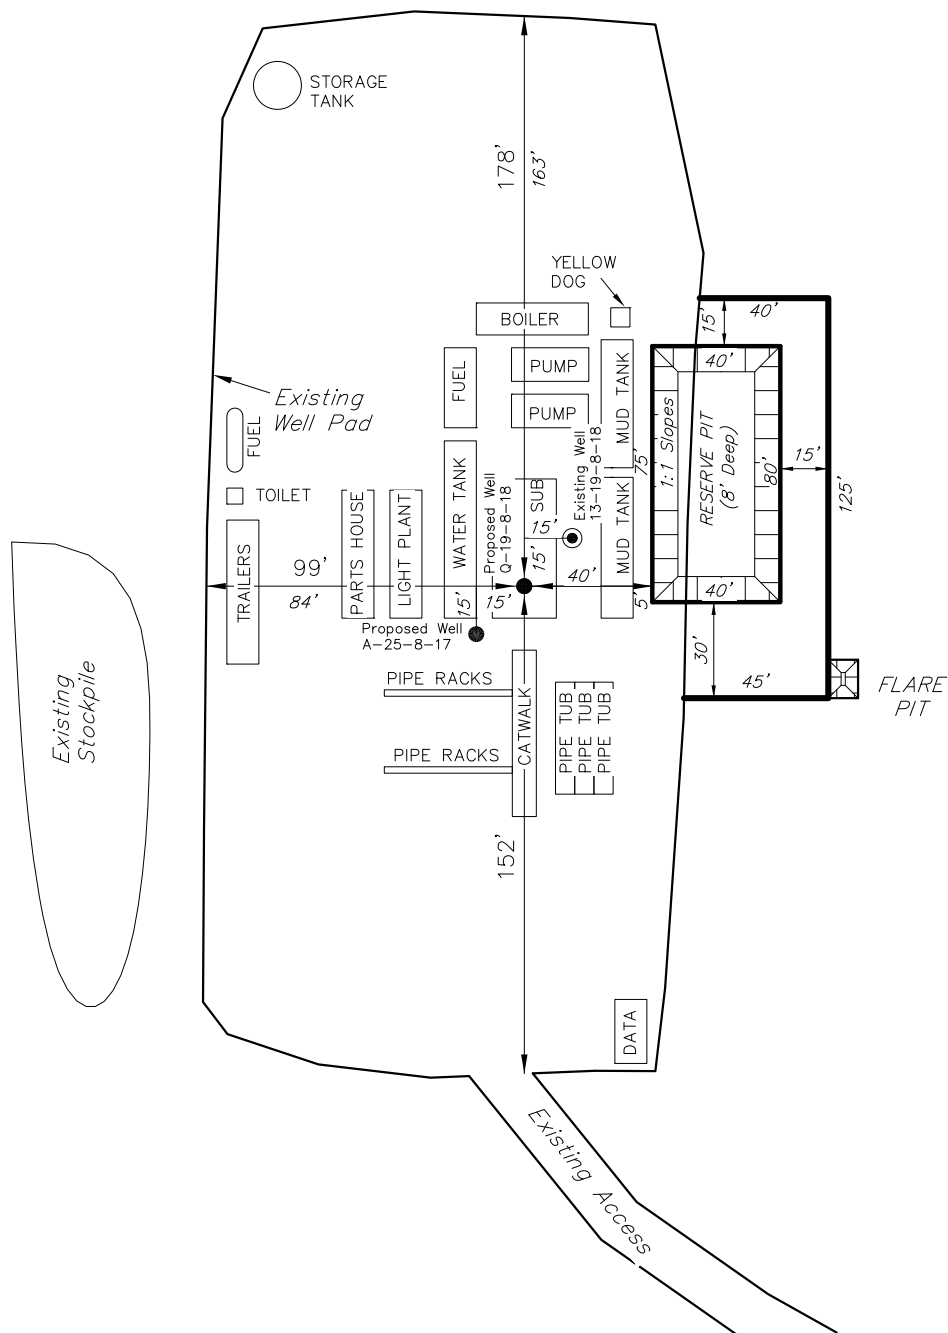 STORAGE
TANK
178'
163'
YELLOW
DOG
BOILER
40'
15'
PUMP
FUEL
PUMP
MUD TANK
40'
Existing
Well Pad
FUEL
1:1 Slopes
RESERVE PIT
(8' Deep)
80'
15'
125'
75'
Existing Well
13-19-8-18
TOILET
WATER TANK
Proposed Well
Q-19-8-18
SUB
15'
15'
MUD TANK
PARTS HOUSE
LIGHT PLANT
TRAILERS
99'
84'
15'
15'
40'
5'
40'
Proposed Well
A-25-8-17
30'
45'
FLARE
PIT
Existing
Stockpile
PIPE RACKS
PIPE RACKS
CATWALK
PIPE TUB
PIPE TUB
PIPE TUB
152'
DATA
Existing Access